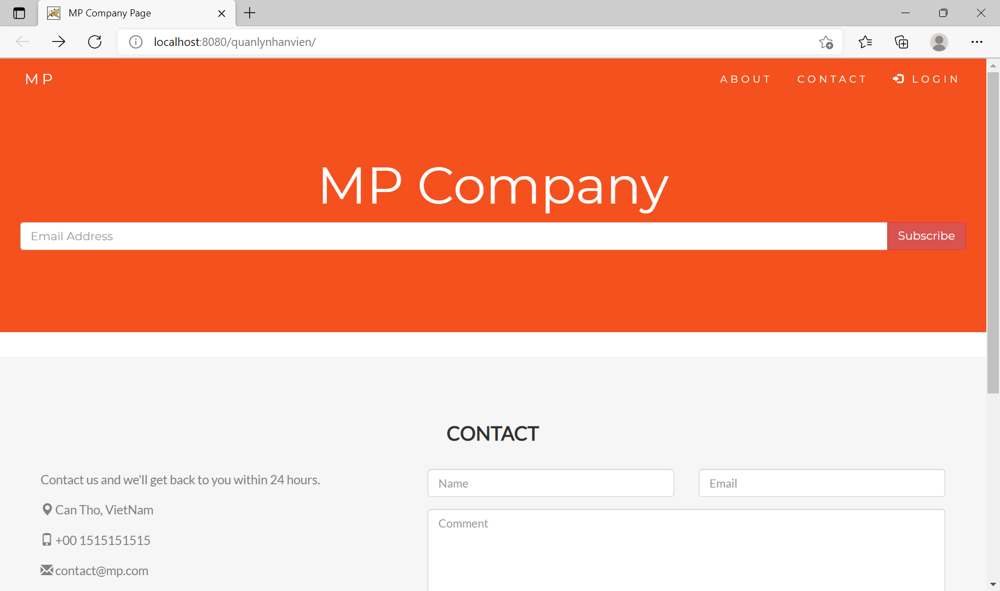 MP Company Page
localhost:8080/quanlynhanvien/
MP
ABOUT
CONTACT
LOGIN
MP Company
Email Address
Subscribe
CONTACT
Contact us and we'll get back to you within 24 hours.
Name
Email
Can Tho, VietNam
Comment
+00 1515151515
contact@mp.com